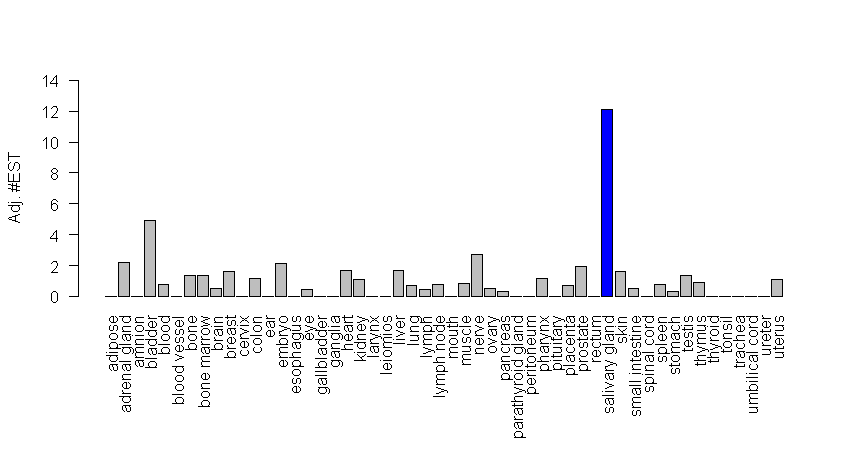 Adj. #EST
14
12
10
8
6
4
2
0
adipose
adrenal gland
amnion
bladder
blood
blood vessel
bone
bone marrow
brain
breast
cervix
colon
ear
embryo
esophagus
eye
gallbladder
ganglia
heart
kidney
larynx
leiomios
liver
lung
lymph
lymph node
mouth
muscle
nerve
ovary
pancreas
parathyroid gland
peritoneum
pharynx
pituitary
placenta
prostate
rectum
salivary gland
skin
small intestine
spinal cord
spleen
stomach
testis
thymus
thyroid
tonsil
trachea
umbilical cord
ureter
uterus